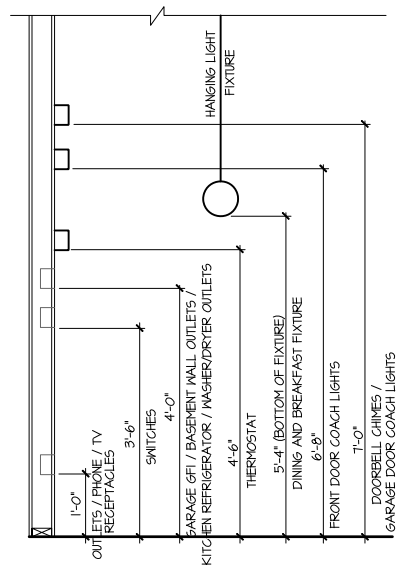 HANGING LIGHT
FIXTURE
1'-0"
OUTLETS / PHONE / TV
RECEPTACLES
3'-6"
SWITCHES
4'-0"
GARAGE GFI / BASEMENT WALL OUTLETS /
KITCHEN REFRIGERATOR / WASHER/DRYER OUTLETS
4'-6"
THERMOSTAT
5'-4" (BOTTOM OF FIXTURE)
DINING AND BREAKFAST FIXTURE
6'-8"
FRONT DOOR COACH LIGHTS
7'-0"
DOORBELL CHIMES /
GARAGE DOOR COACH LIGHTS